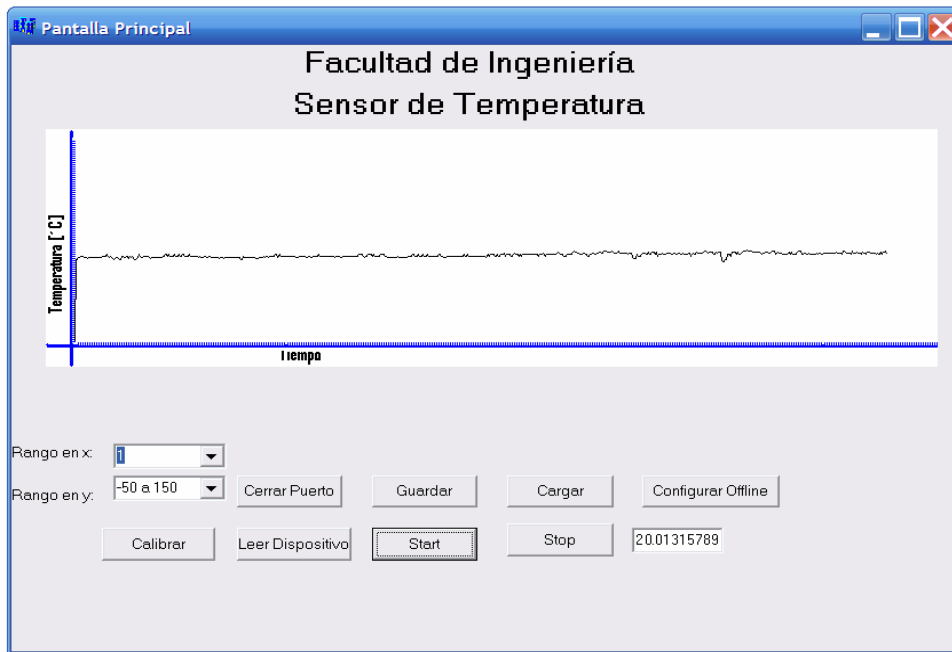 Pantalla Principal
Facultad de Ingeniería
Sensor de Temperatura
Temperatura [´C]
Tiempo
Rango en x:
1
Rango en y:
-50 a 150
Cerrar Puerto
Guardar
Cargar
Configurar Offline
Calibrar
Leer Dispositivo
Start
Stop
20.01315789